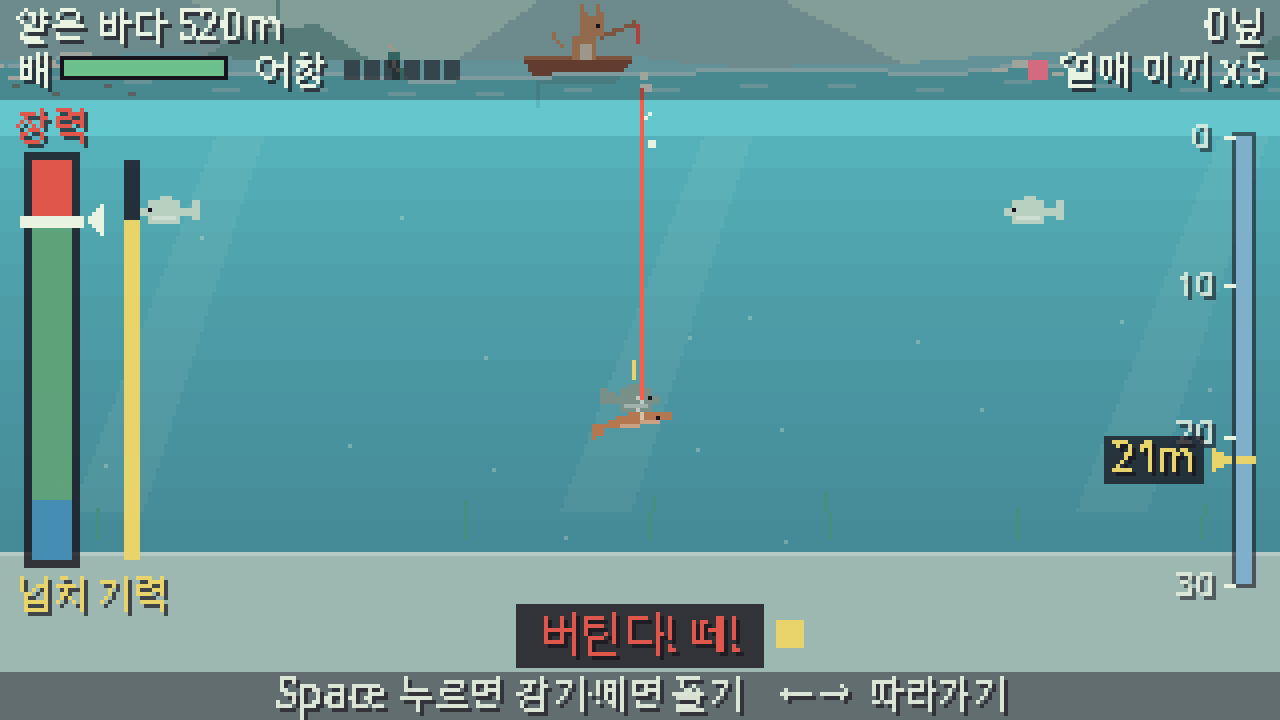 얕은 바다 520m
0닢
배
어창
열매 미끼 x5
장력
0
10
20
21m
30
넙치 기력
버틴다! 떼!
Space 누르면 감기·떼면 풀기 ←→ 따라가기